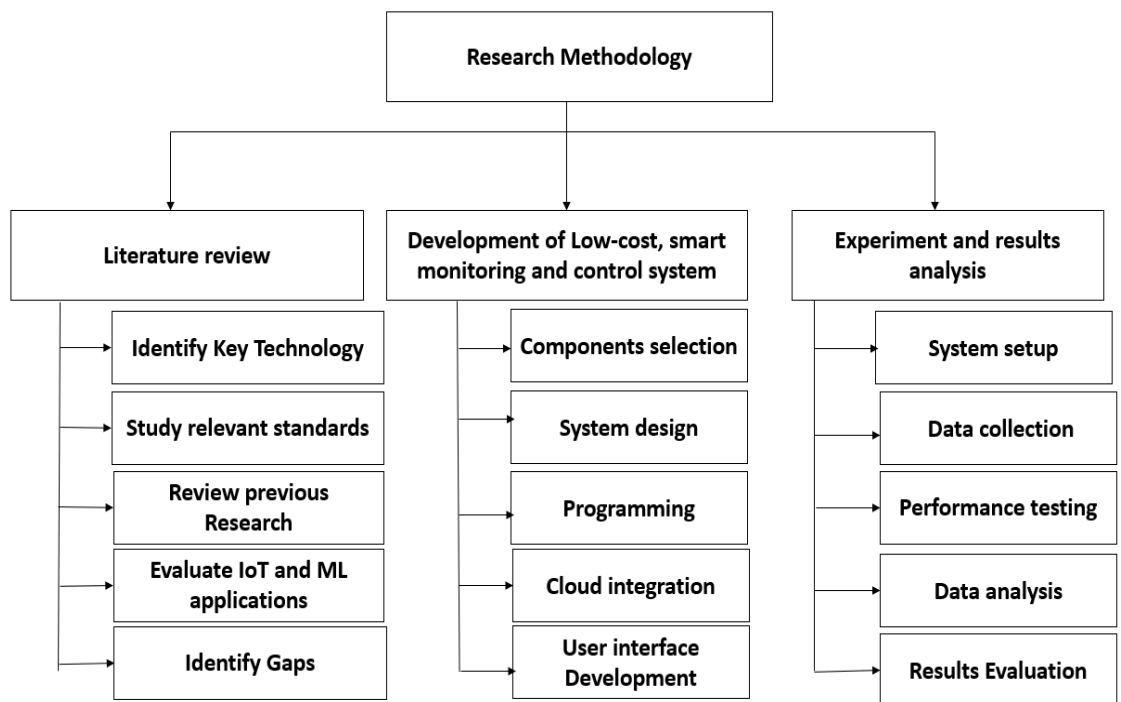 Research Methodology
Literature review
Identify Key Technology
Study relevant standards
Review previous
Research
Evaluate IoT and ML
applications
Identify Gaps
Development of Low-cost, smart
monitoring and control system
Components selection
System design
Programming
Cloud integration
User interface
Development
Experiment and results
analysis
System setup
Data collection
Performance testing
Data analysis
Results Evaluation